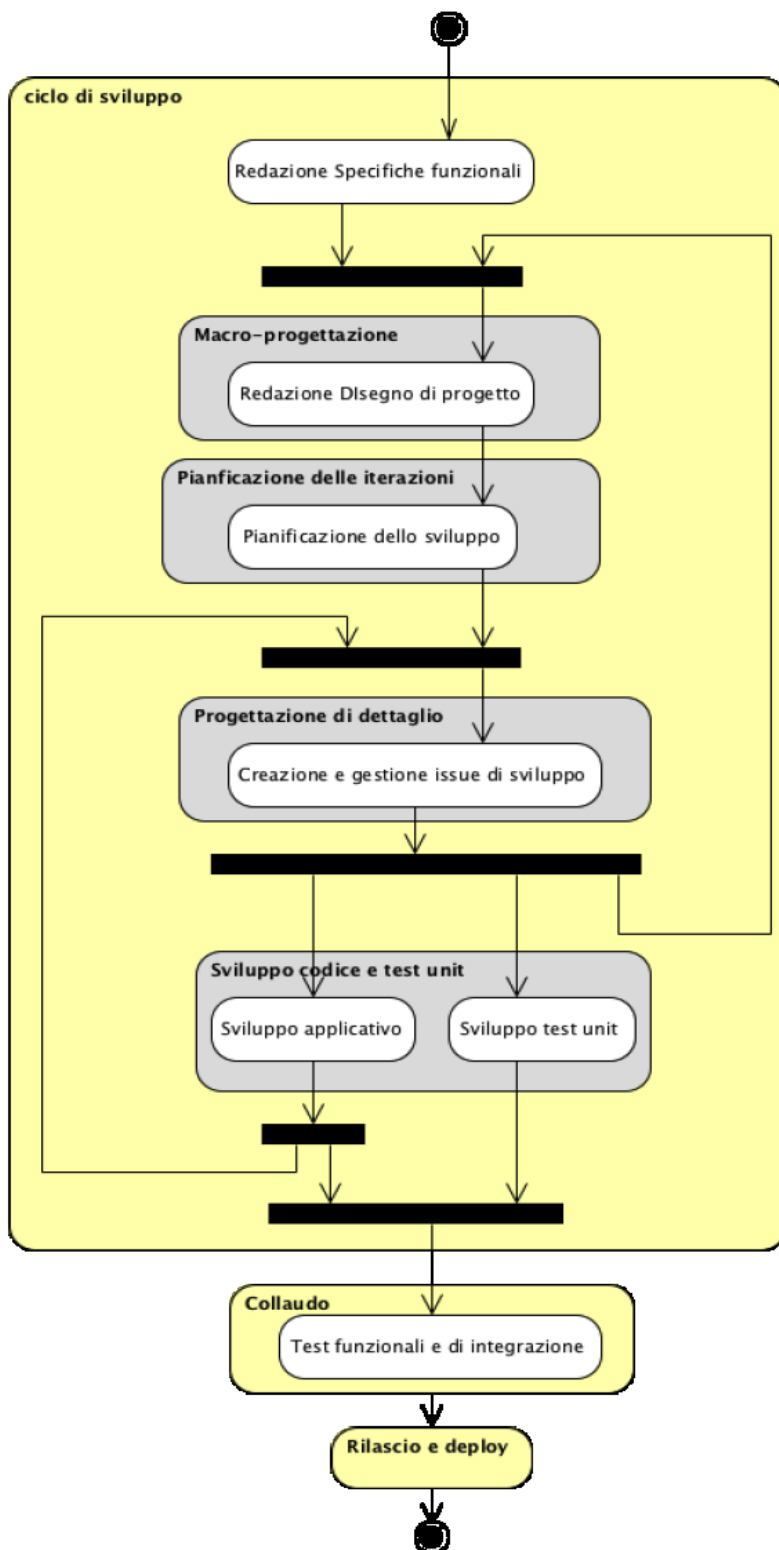 ciclo di sviluppo
Redazione Specifiche funzionali
Macro-progettazione
Redazione DIsegno di progetto
Pianficazione delle iterazioni
Pianificazione dello sviluppo
Progettazione di dettaglio
Creazione e gestione issue di sviluppo
Sviluppo codice e test unit
Sviluppo applicativo
Sviluppo test unit
Collaudo
Test funzionali e di integrazione
Rilascio e deploy